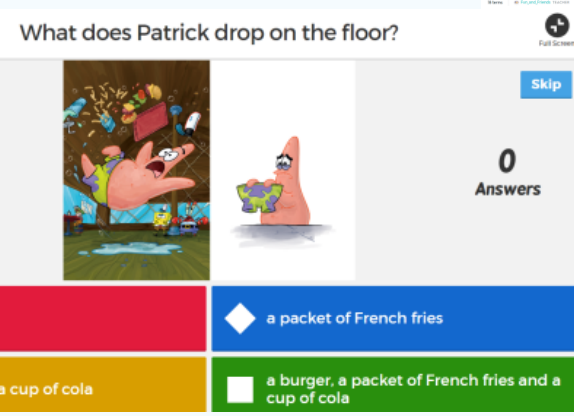 What does Patrick drop on the floor?
Full Screen
Skip
0
Answers
a packet of French fries
a cup of cola
a burger, a packet of French fries and a
cup of cola